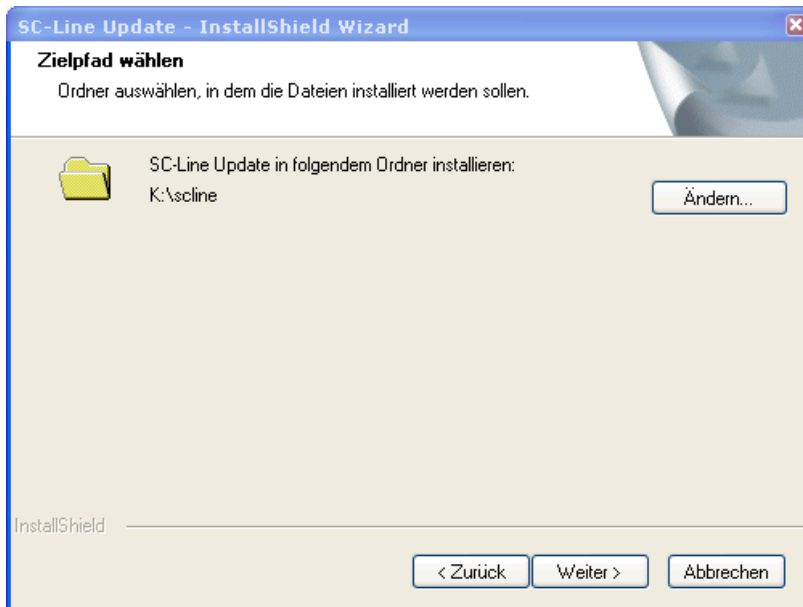 SC-Line Update - InstallShield Wizard
Zielpfad wählen
Ordner auswählen, in dem die Dateien installiert werden sollen.
SC-Line Update in folgendem Ordner installieren:
K:\scline
Ändern...
InstallShield
< Zurück
Weiter >
Abbrechen